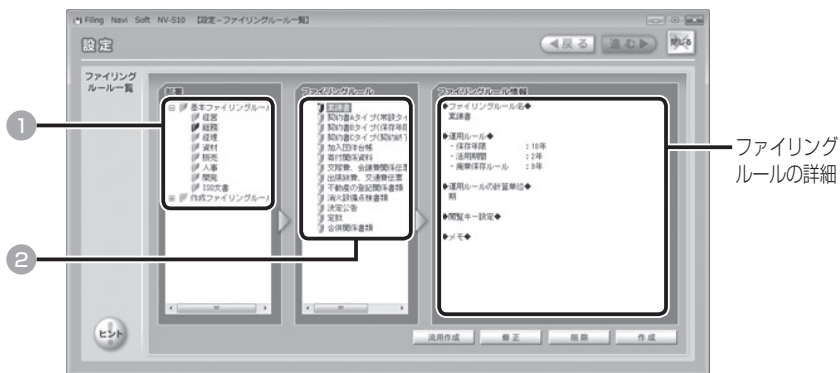 Filing Navi Soft NV-S10 【設定-ファイリングルール一覧】
設定
戻る
進む
閉じる
ファイリング
ルール一覧
部署
基本ファイリングルー
経営
総務
経理
資材
販売
人事
開発
ISO文書
作成ファイリングルー
ファイリングルール
稟議書
契約書Aタイプ(常設タイ
契約書Bタイプ(保存年限
契約書Cタイプ(契約終了
加入団体台帳
寄付関係資料
交際費、会議費関係伝票
出張旅費、交通費伝票
不動産の登記関係書類
消火設備点検書類
決定公告
定款
合併関係書類
ファイリングルール情報
◆ファイリングルール名◆
稟議書
◆運用ルール◆
・保存年限 :10年
・活用期間 :2年
・廃棄保存ルール :8年
◆運用ルールの計算単位◆
期
◆閲覧キー設定◆
◆メモ◆
1
2
ファイリング
ルールの詳細
ヒント
流用作成
修正
削除
作成